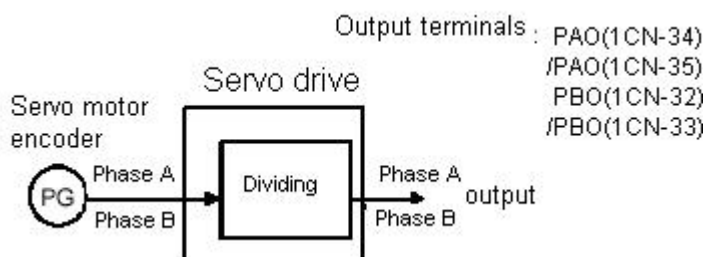 Output terminals : PAO(1CN-34)
/PAO(1CN-35)
PBO(1CN-32)
/PBO(1CN-33)
Servo drive
Servo motor
encoder
PG
Phase A
Phase B
Dividing
Phase A
Phase B
output